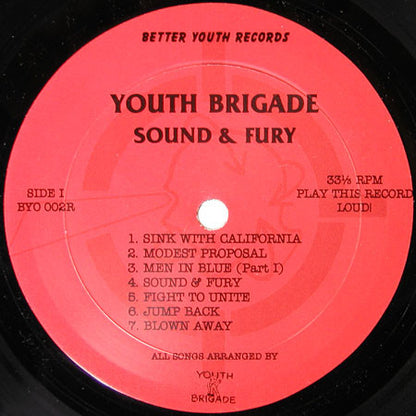 BETTER YOUTH RECORDS
YOUTH BRIGADE
SOUND & FURY
SIDE I
BYO 002R
33⅓ RPM
PLAY THIS RECORD
LOUD!
1. SINK WITH CALIFORNIA
2. MODEST PROPOSAL
3. MEN IN BLUE (Part I)
4. SOUND & FURY
5. FIGHT TO UNITE
6. JUMP BACK
7. BLOWN AWAY
ALL SONGS ARRANGED BY
YOUTH
BRIGADE